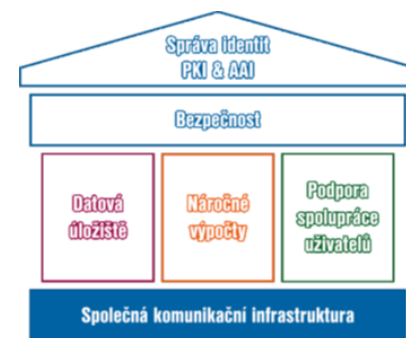 Správa identit
PKI & AAI
Bezpečnost
Datová
úložiště
Náročné
výpočty
Podpora
spolupráce
uživatelů
Společná komunikační infrastruktura